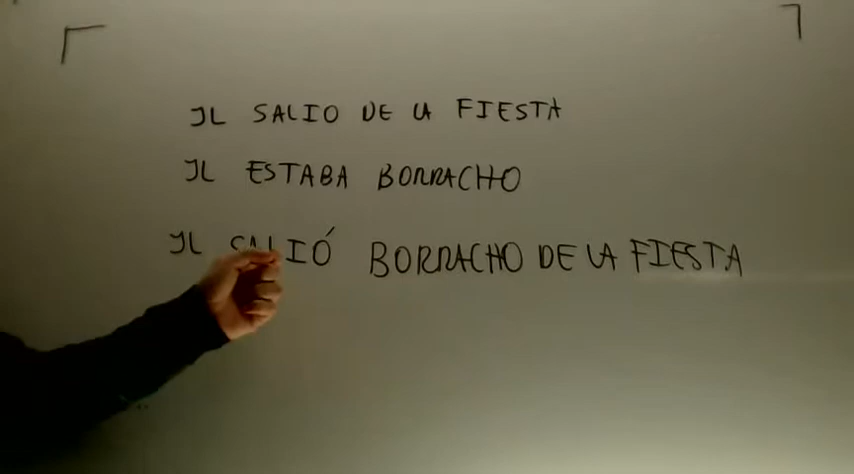 JL SALIO DE LA FIESTA
JL ESTABA BORRACHO
JL SALIÓ BORRACHO DE LA FIESTA